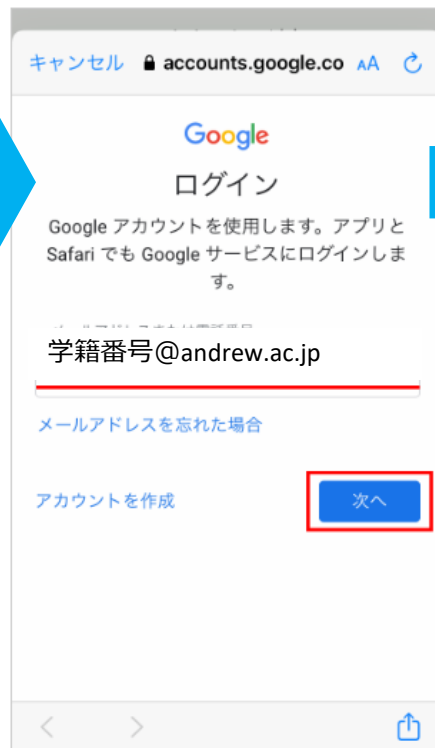 キャンセル accounts.google.co AA
Google
ログイン
Google アカウントを使用します。アプリと
Safari でも Google サービスにログインしま
す。
学籍番号@andrew.ac.jp
メールアドレスを忘れた場合
アカウントを作成
次へ